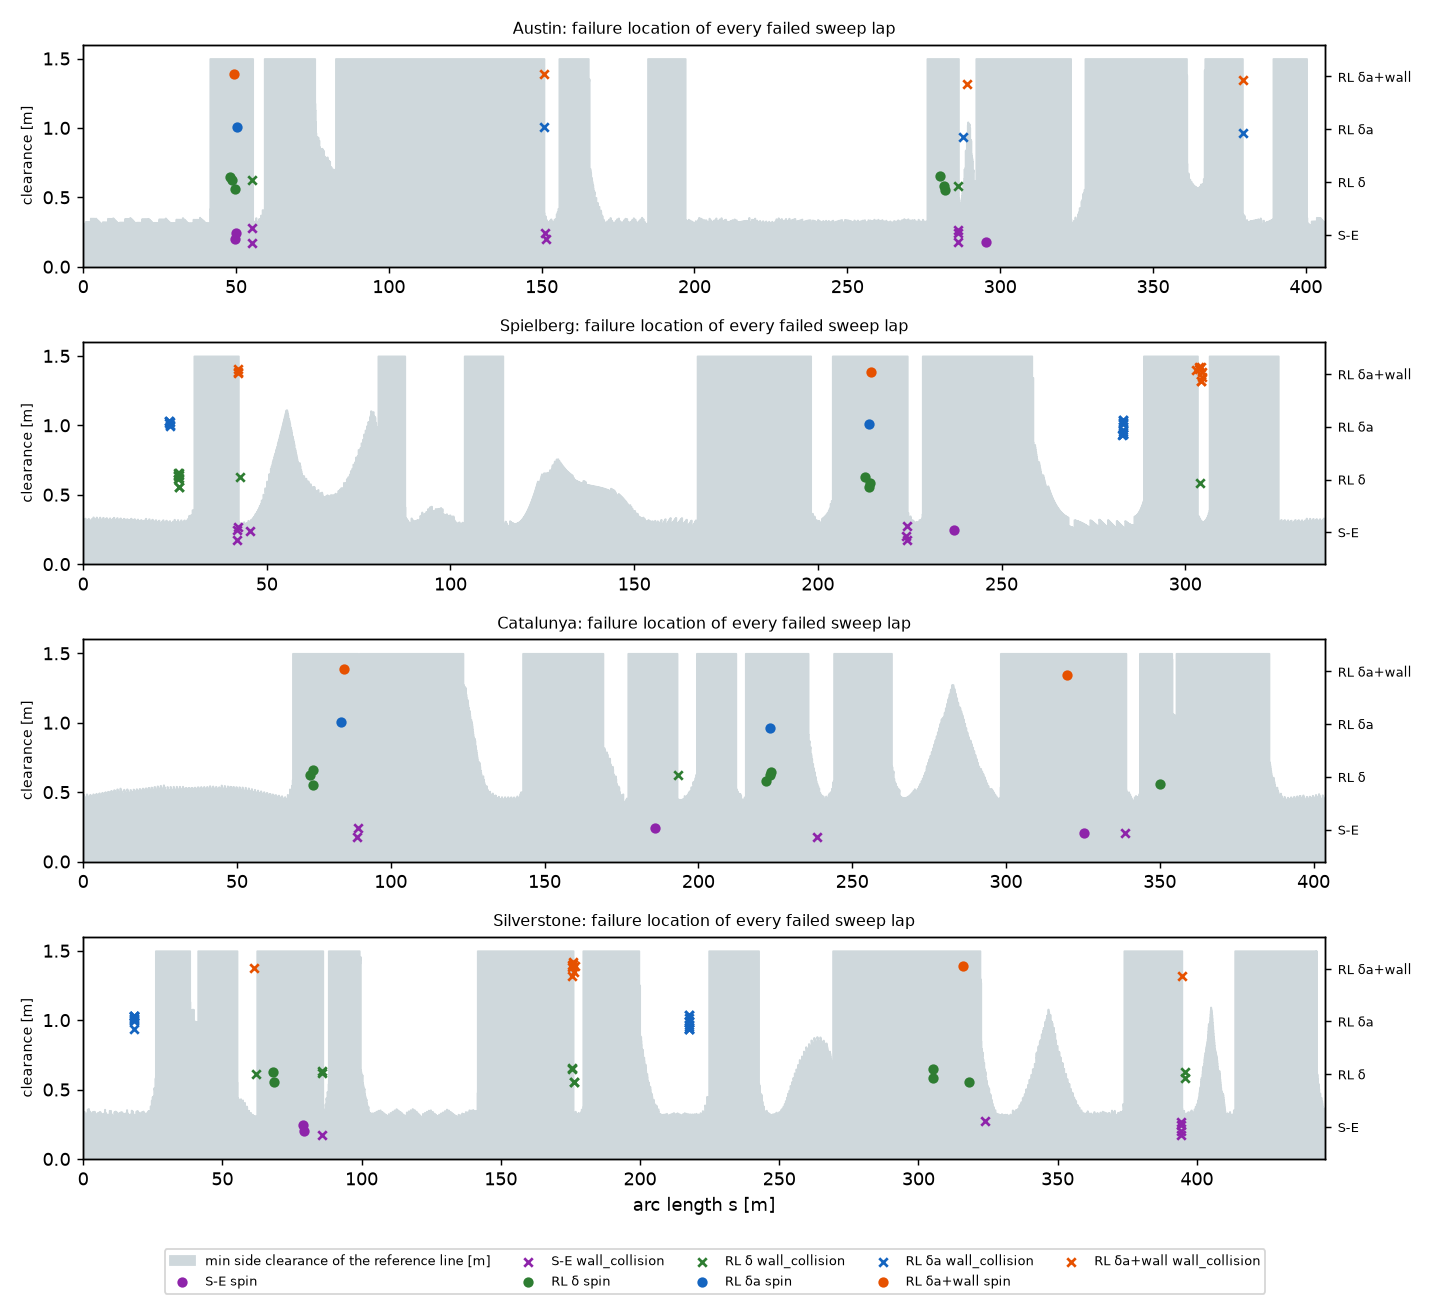 Austin: failure location of every failed sweep lap
clearance [m]
1.5
1.0
0.5
0.0
RL δa+wall
RL δa
RL δ
S-E
0 50 100 150 200 250 300 350 400
Spielberg: failure location of every failed sweep lap
clearance [m]
1.5
1.0
0.5
0.0
RL δa+wall
RL δa
RL δ
S-E
0 50 100 150 200 250 300
Catalunya: failure location of every failed sweep lap
clearance [m]
1.5
1.0
0.5
0.0
RL δa+wall
RL δa
RL δ
S-E
0 50 100 150 200 250 300 350 400
Silverstone: failure location of every failed sweep lap
clearance [m]
1.5
1.0
0.5
0.0
RL δa+wall
RL δa
RL δ
S-E
0 50 100 150 200 250 300 350 400
arc length s [m]
min side clearance of the reference line [m] S-E wall_collision RL δ wall_collision RL δa wall_collision RL δa+wall wall_collision
S-E spin RL δ spin RL δa spin RL δa+wall spin